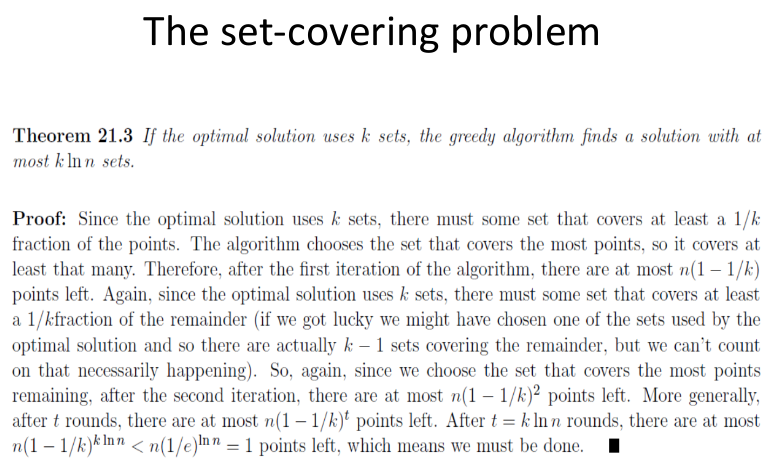 The set-covering problem
Theorem 21.3 If the optimal solution uses k sets, the greedy algorithm finds a solution with at
most k ln n sets.
Proof: Since the optimal solution uses k sets, there must some set that covers at least a 1/k
fraction of the points. The algorithm chooses the set that covers the most points, so it covers at
least that many. Therefore, after the first iteration of the algorithm, there are at most n(1 − 1/k)
points left. Again, since the optimal solution uses k sets, there must some set that covers at least
a 1/kfraction of the remainder (if we got lucky we might have chosen one of the sets used by the
optimal solution and so there are actually k − 1 sets covering the remainder, but we can't count
on that necessarily happening). So, again, since we choose the set that covers the most points
remaining, after the second iteration, there are at most n(1 − 1/k)² points left. More generally,
after t rounds, there are at most n(1 − 1/k)ᵗ points left. After t = k ln n rounds, there are at most
n(1 − 1/k)^{k ln n} < n(1/e)^{ln n} = 1 points left, which means we must be done. ∎